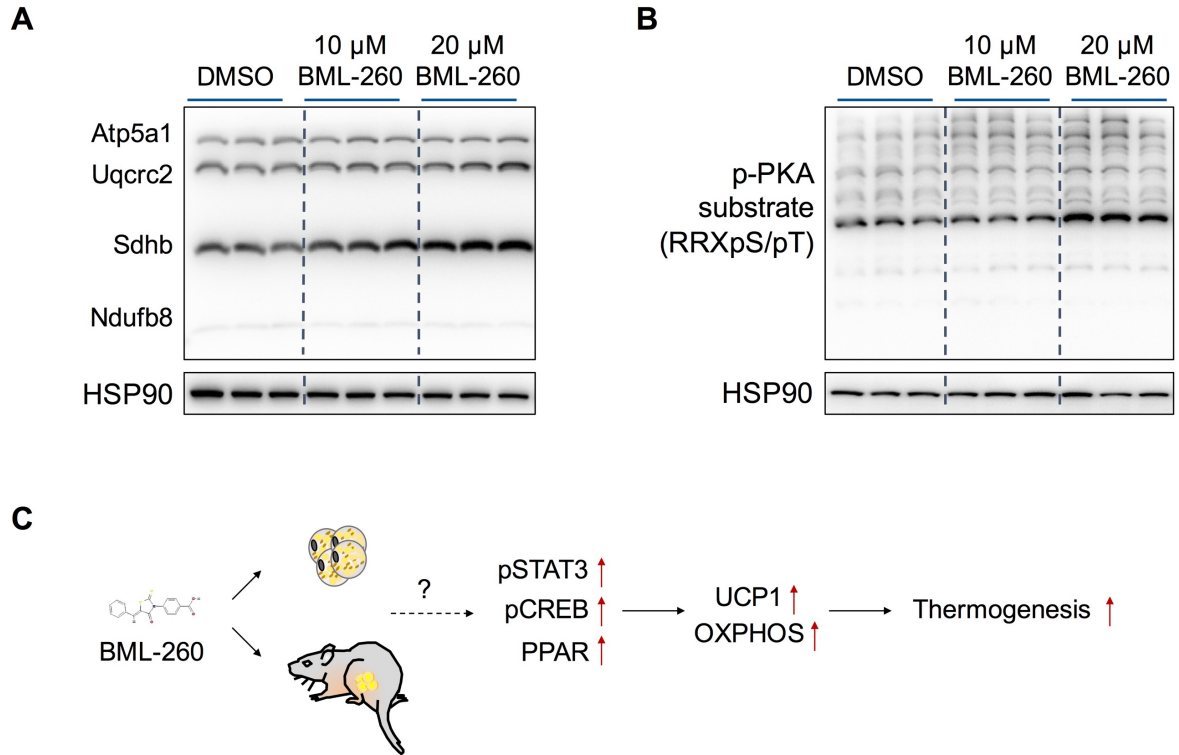 A
10 μM
20 μM
DMSO
BML-260
BML-260
Atp5a1
Uqcrc2
Sdhb
Ndufb8
HSP90
B
10 μM
20 μM
DMSO
BML-260
BML-260
p-PKA
substrate
(RRXpS/pT)
HSP90
C
BML-260
?
pSTAT3
pCREB
PPAR
UCP1
OXPHOS
Thermogenesis